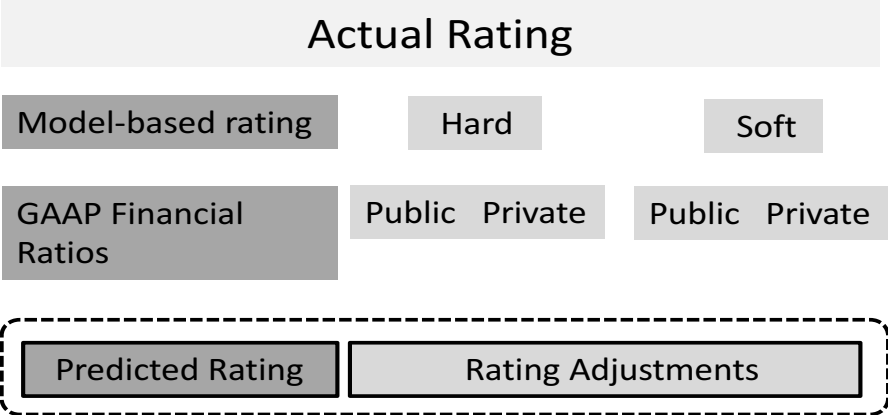 Actual Rating
Model-based rating
Hard
Soft
GAAP Financial
Ratios
Public Private
Public Private
Predicted Rating
Rating Adjustments